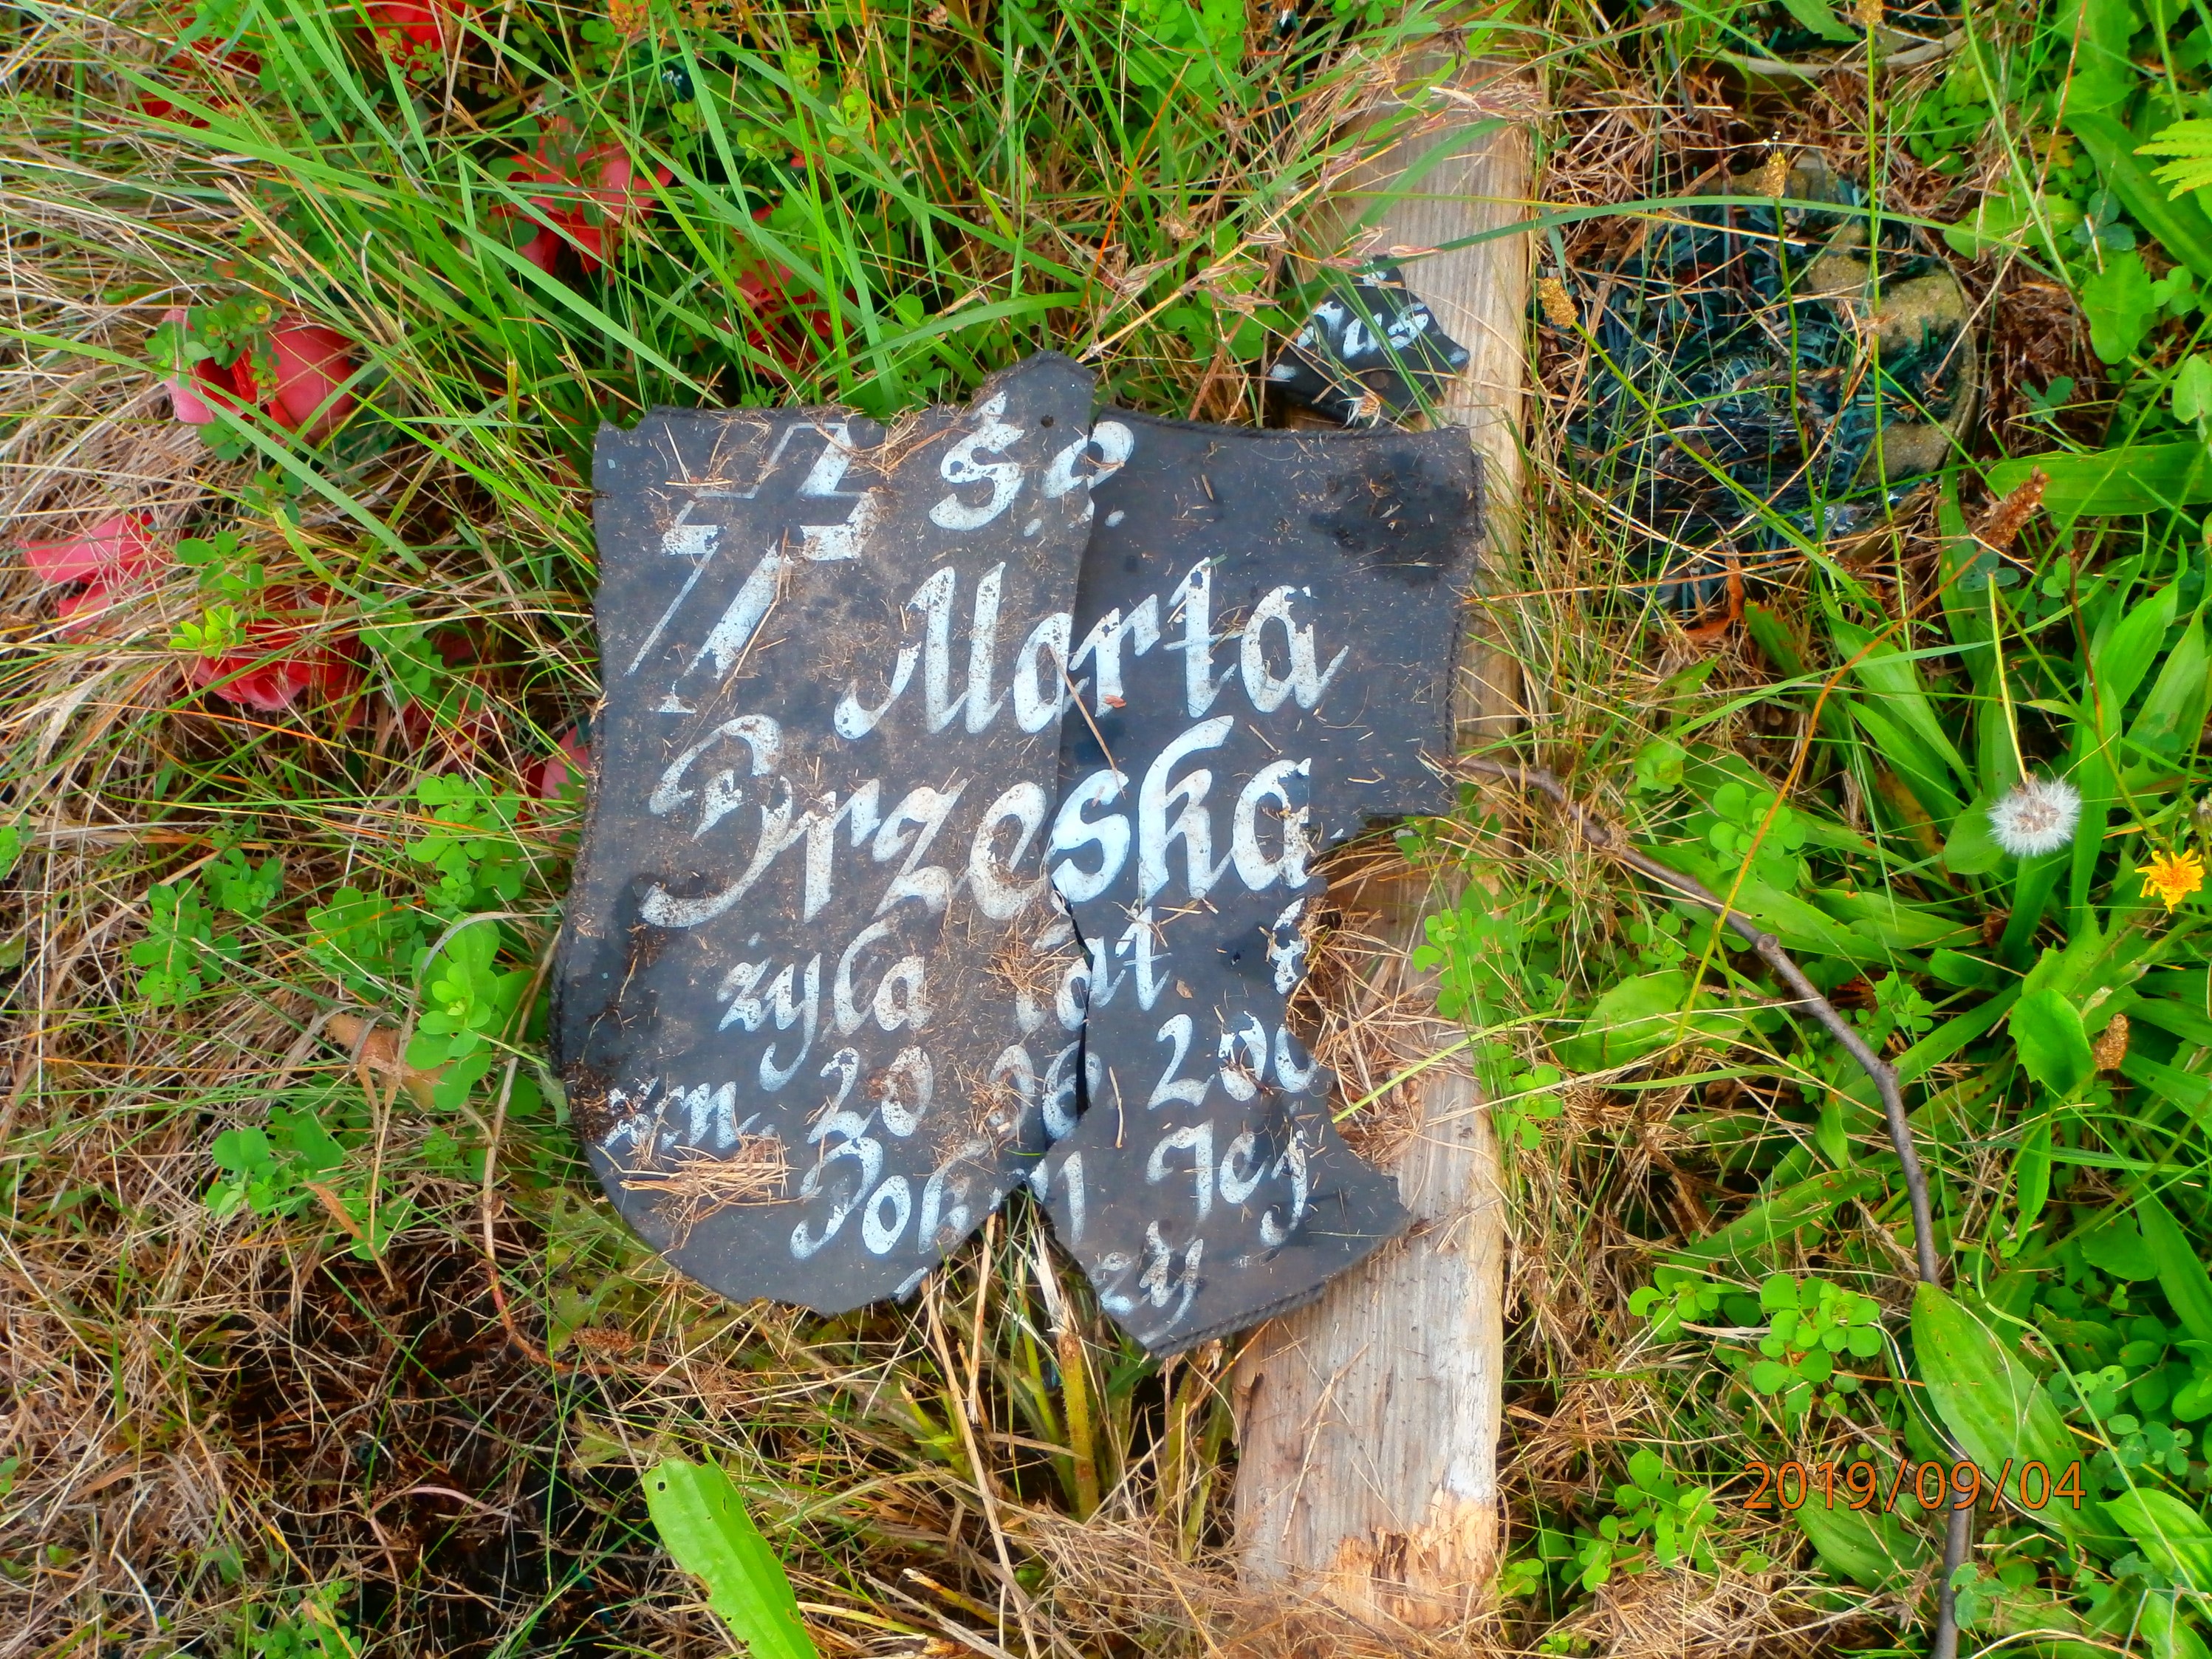 Ś.p.
Marta
Brzeska
żyła lat
zm. 20 06 200
Pokój Jej
2019/09/04